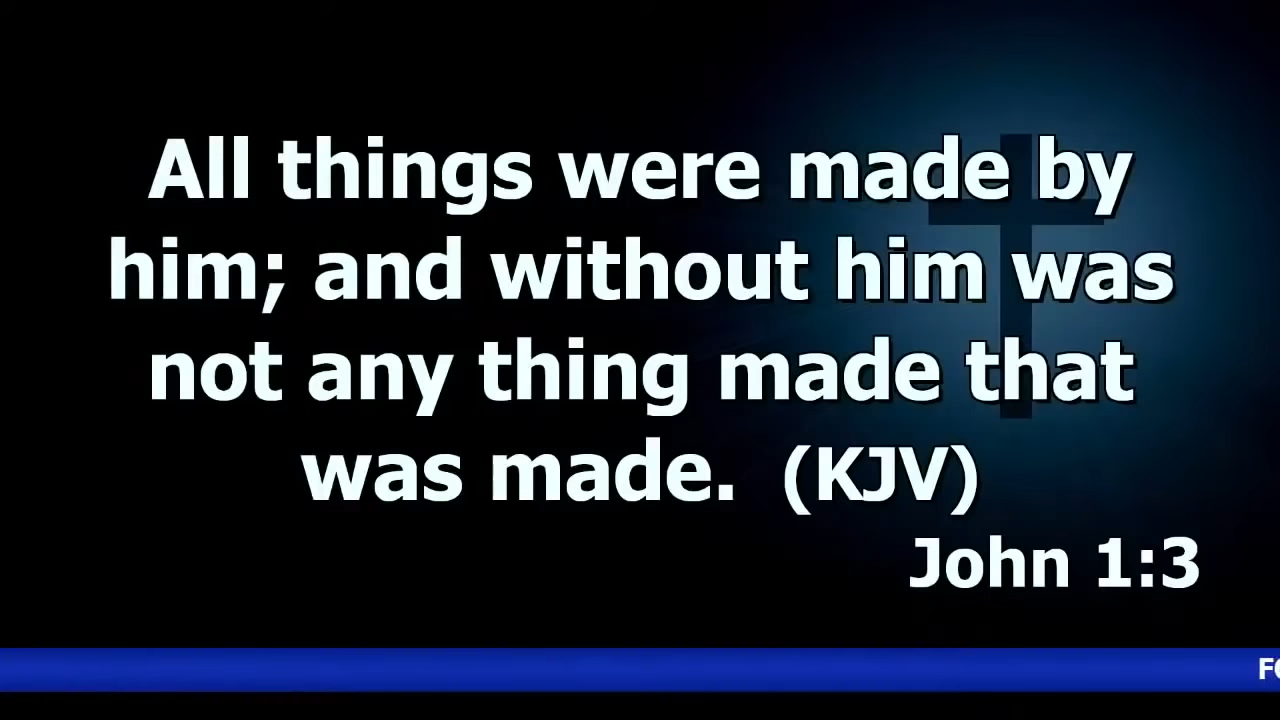 All things were made by
him; and without him was
not any thing made that
was made. (KJV)
John 1:3